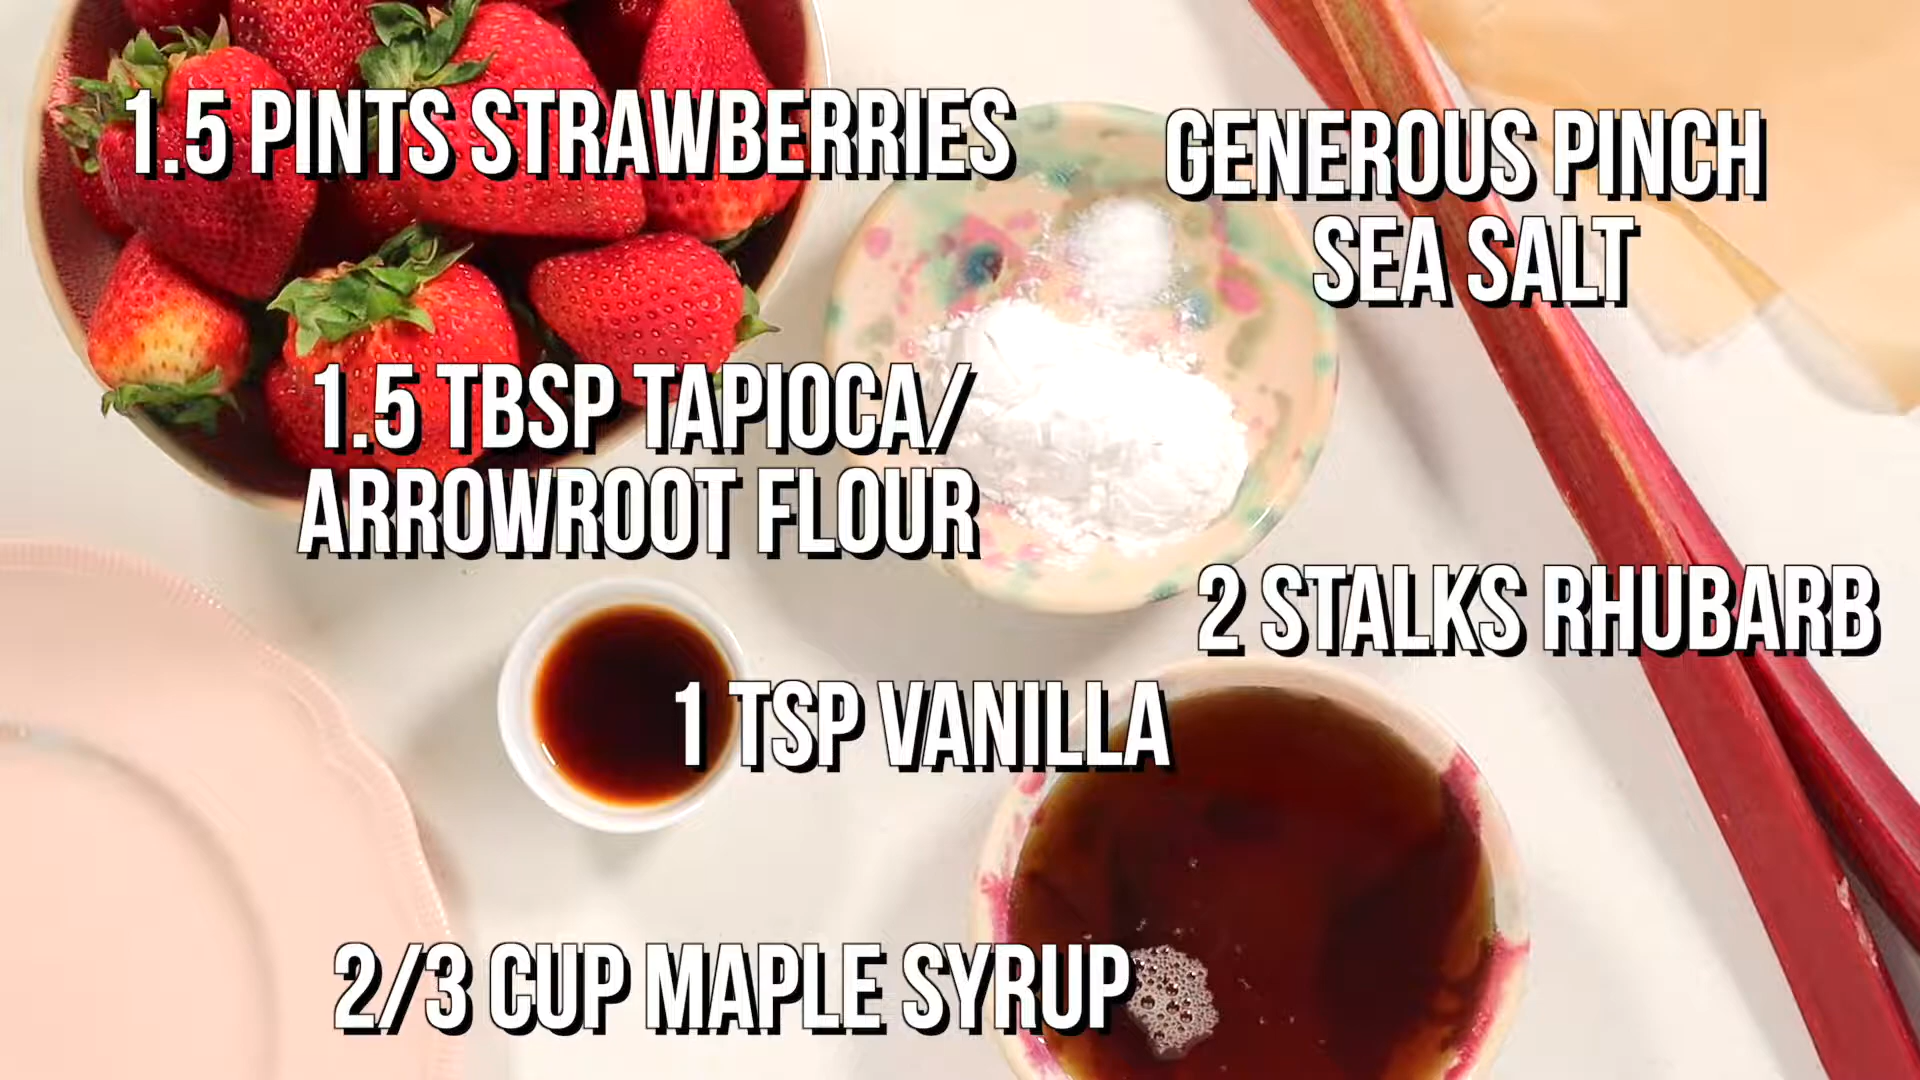 1.5 PINTS STRAWBERRIES
GENEROUS PINCH
SEA SALT
1.5 TBSP TAPIOCA/
ARROWROOT FLOUR
2 STALKS RHUBARB
1 TSP VANILLA
2/3 CUP MAPLE SYRUP